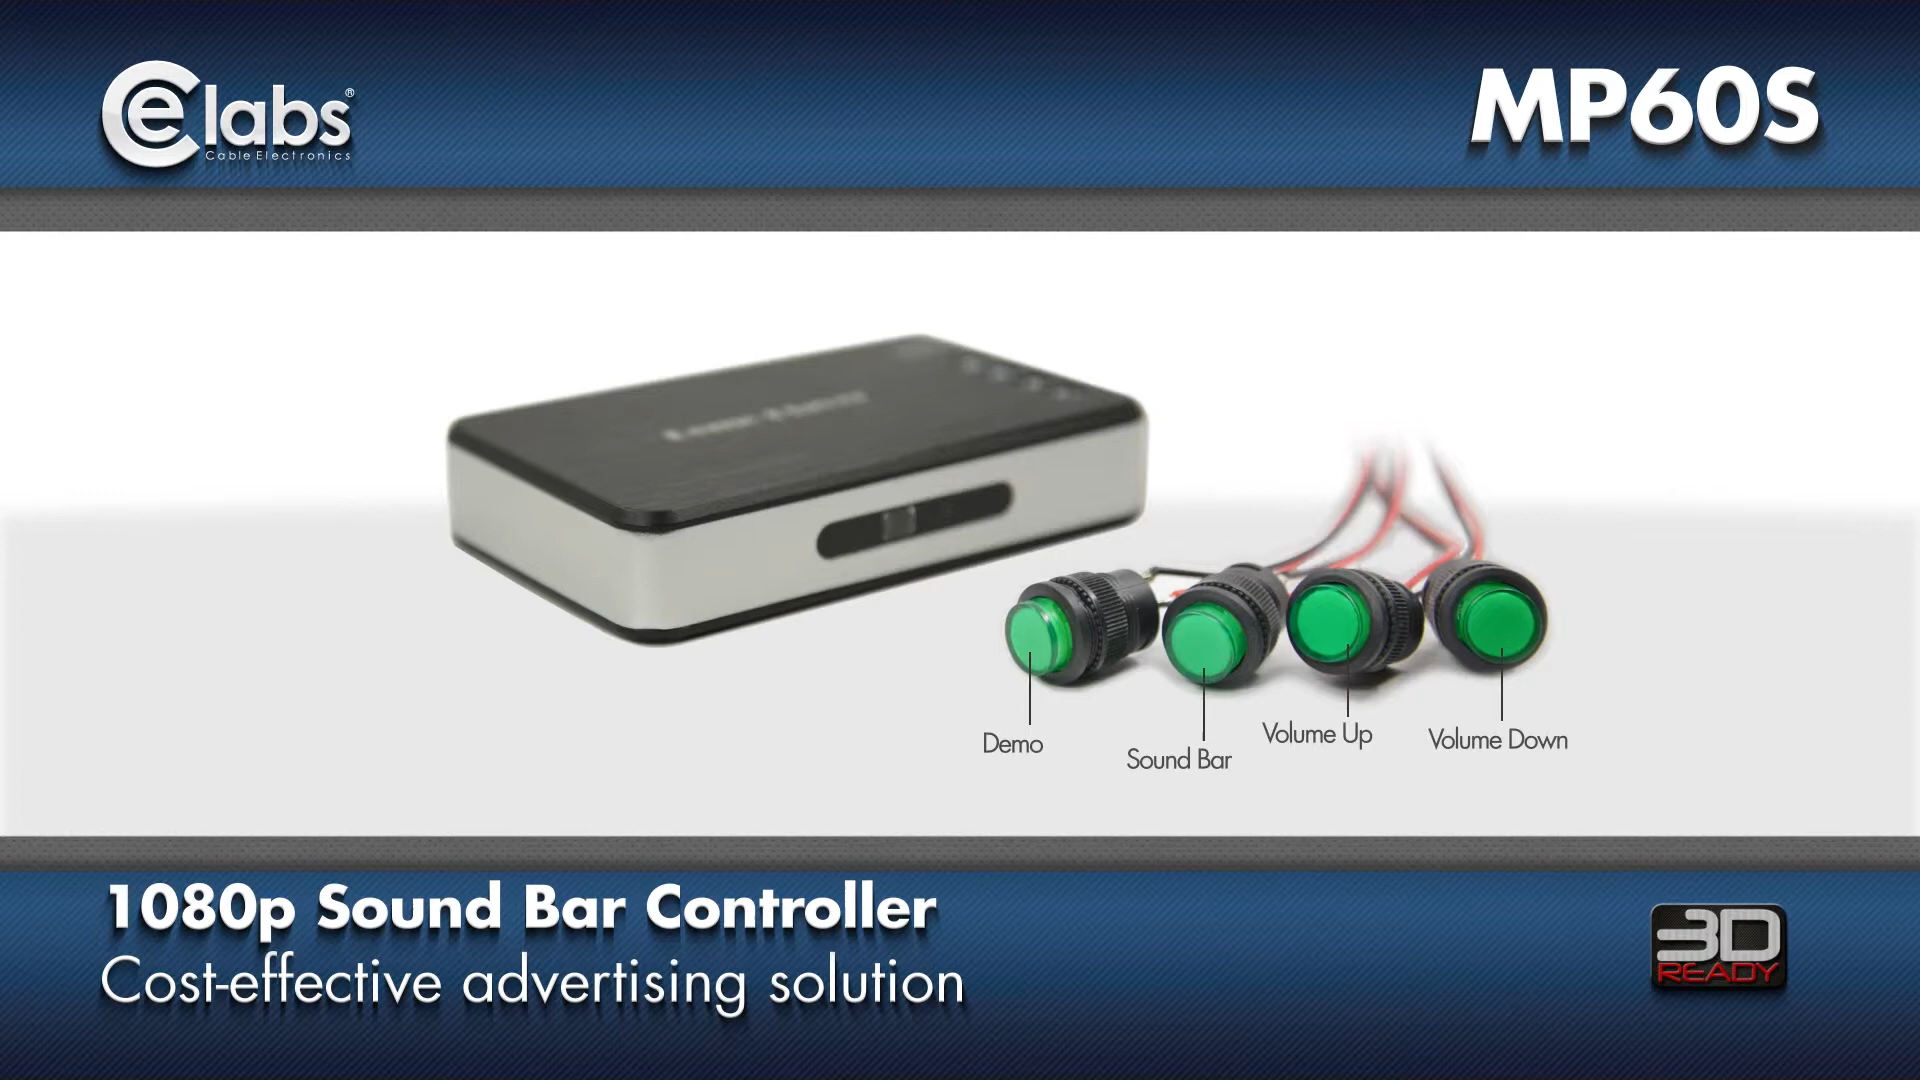 Ce labs®
Cable Electronics
MP60S
Demo
Sound Bar
Volume Up
Volume Down
1080p Sound Bar Controller
Cost-effective advertising solution
3D
READY